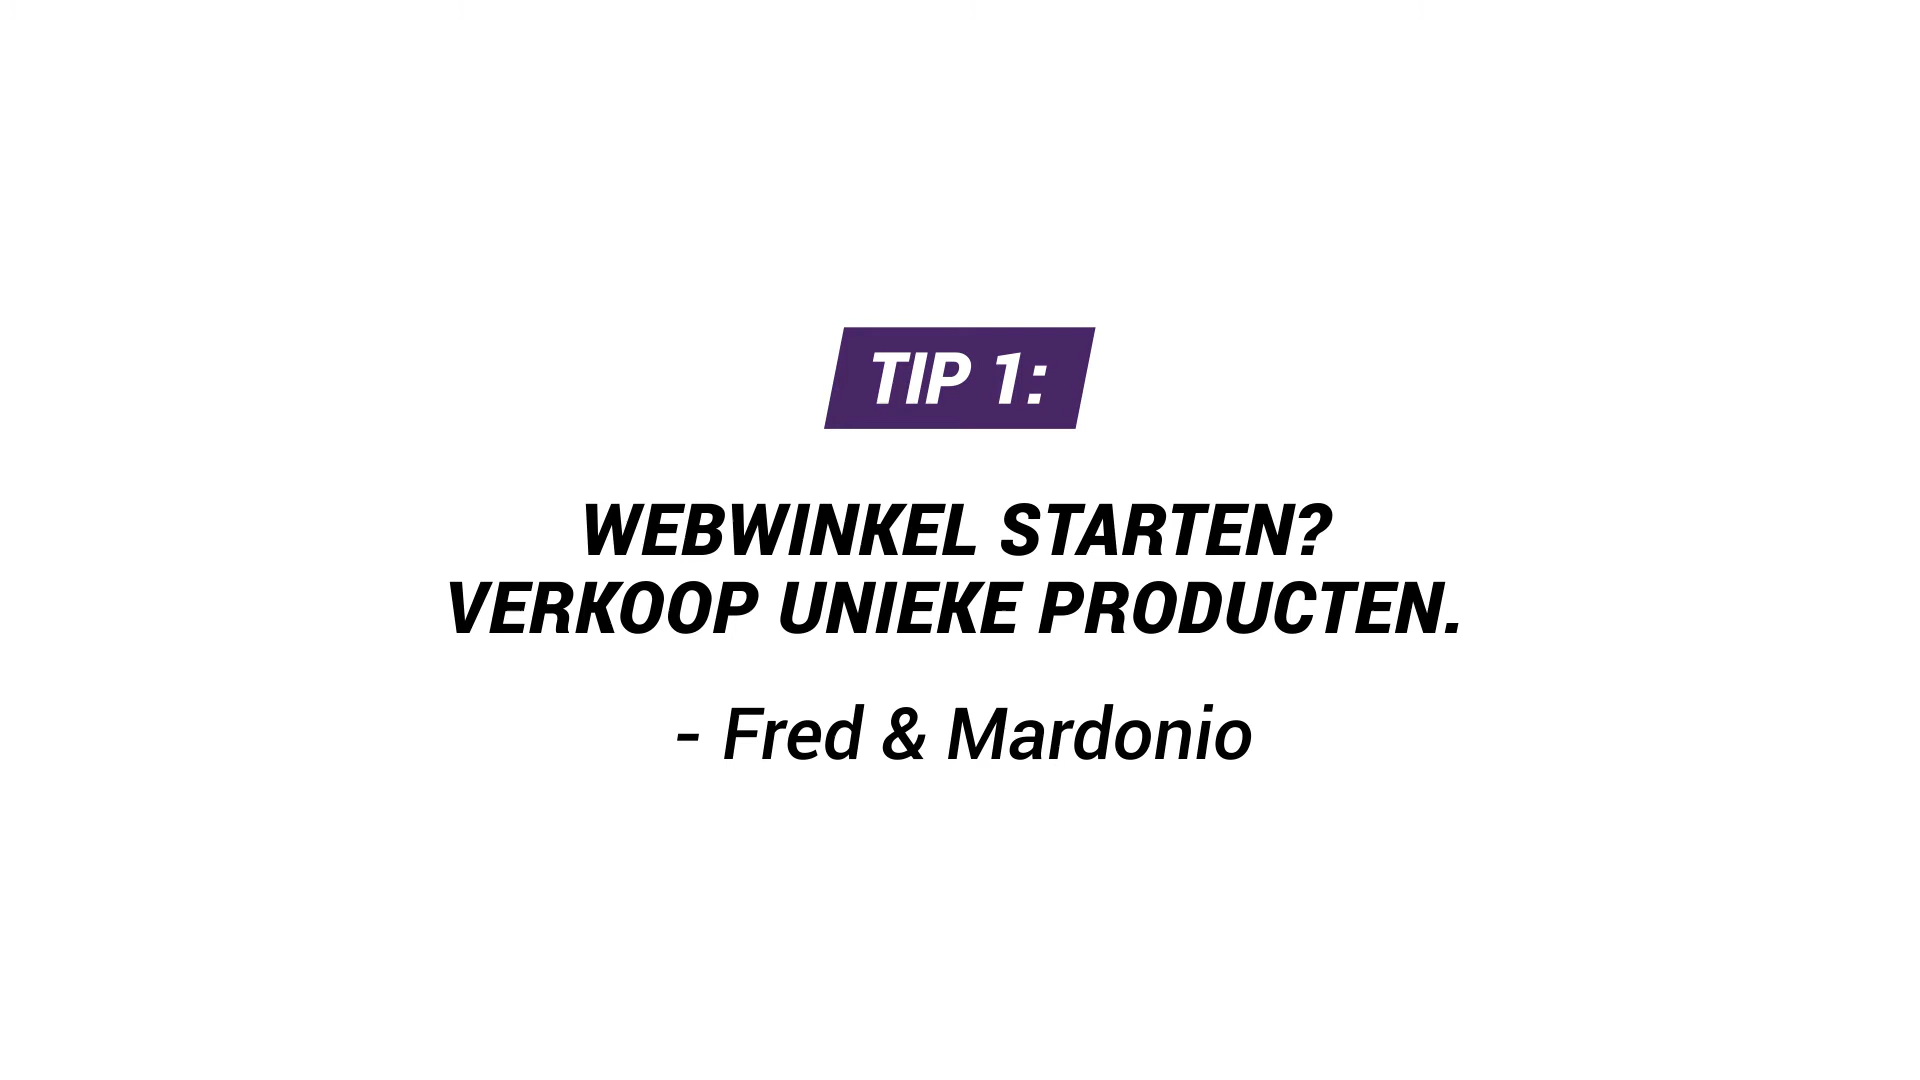 TIP 1:
WEBWINKEL STARTEN?
VERKOOP UNIEKE PRODUCTEN.
- Fred & Mardonio